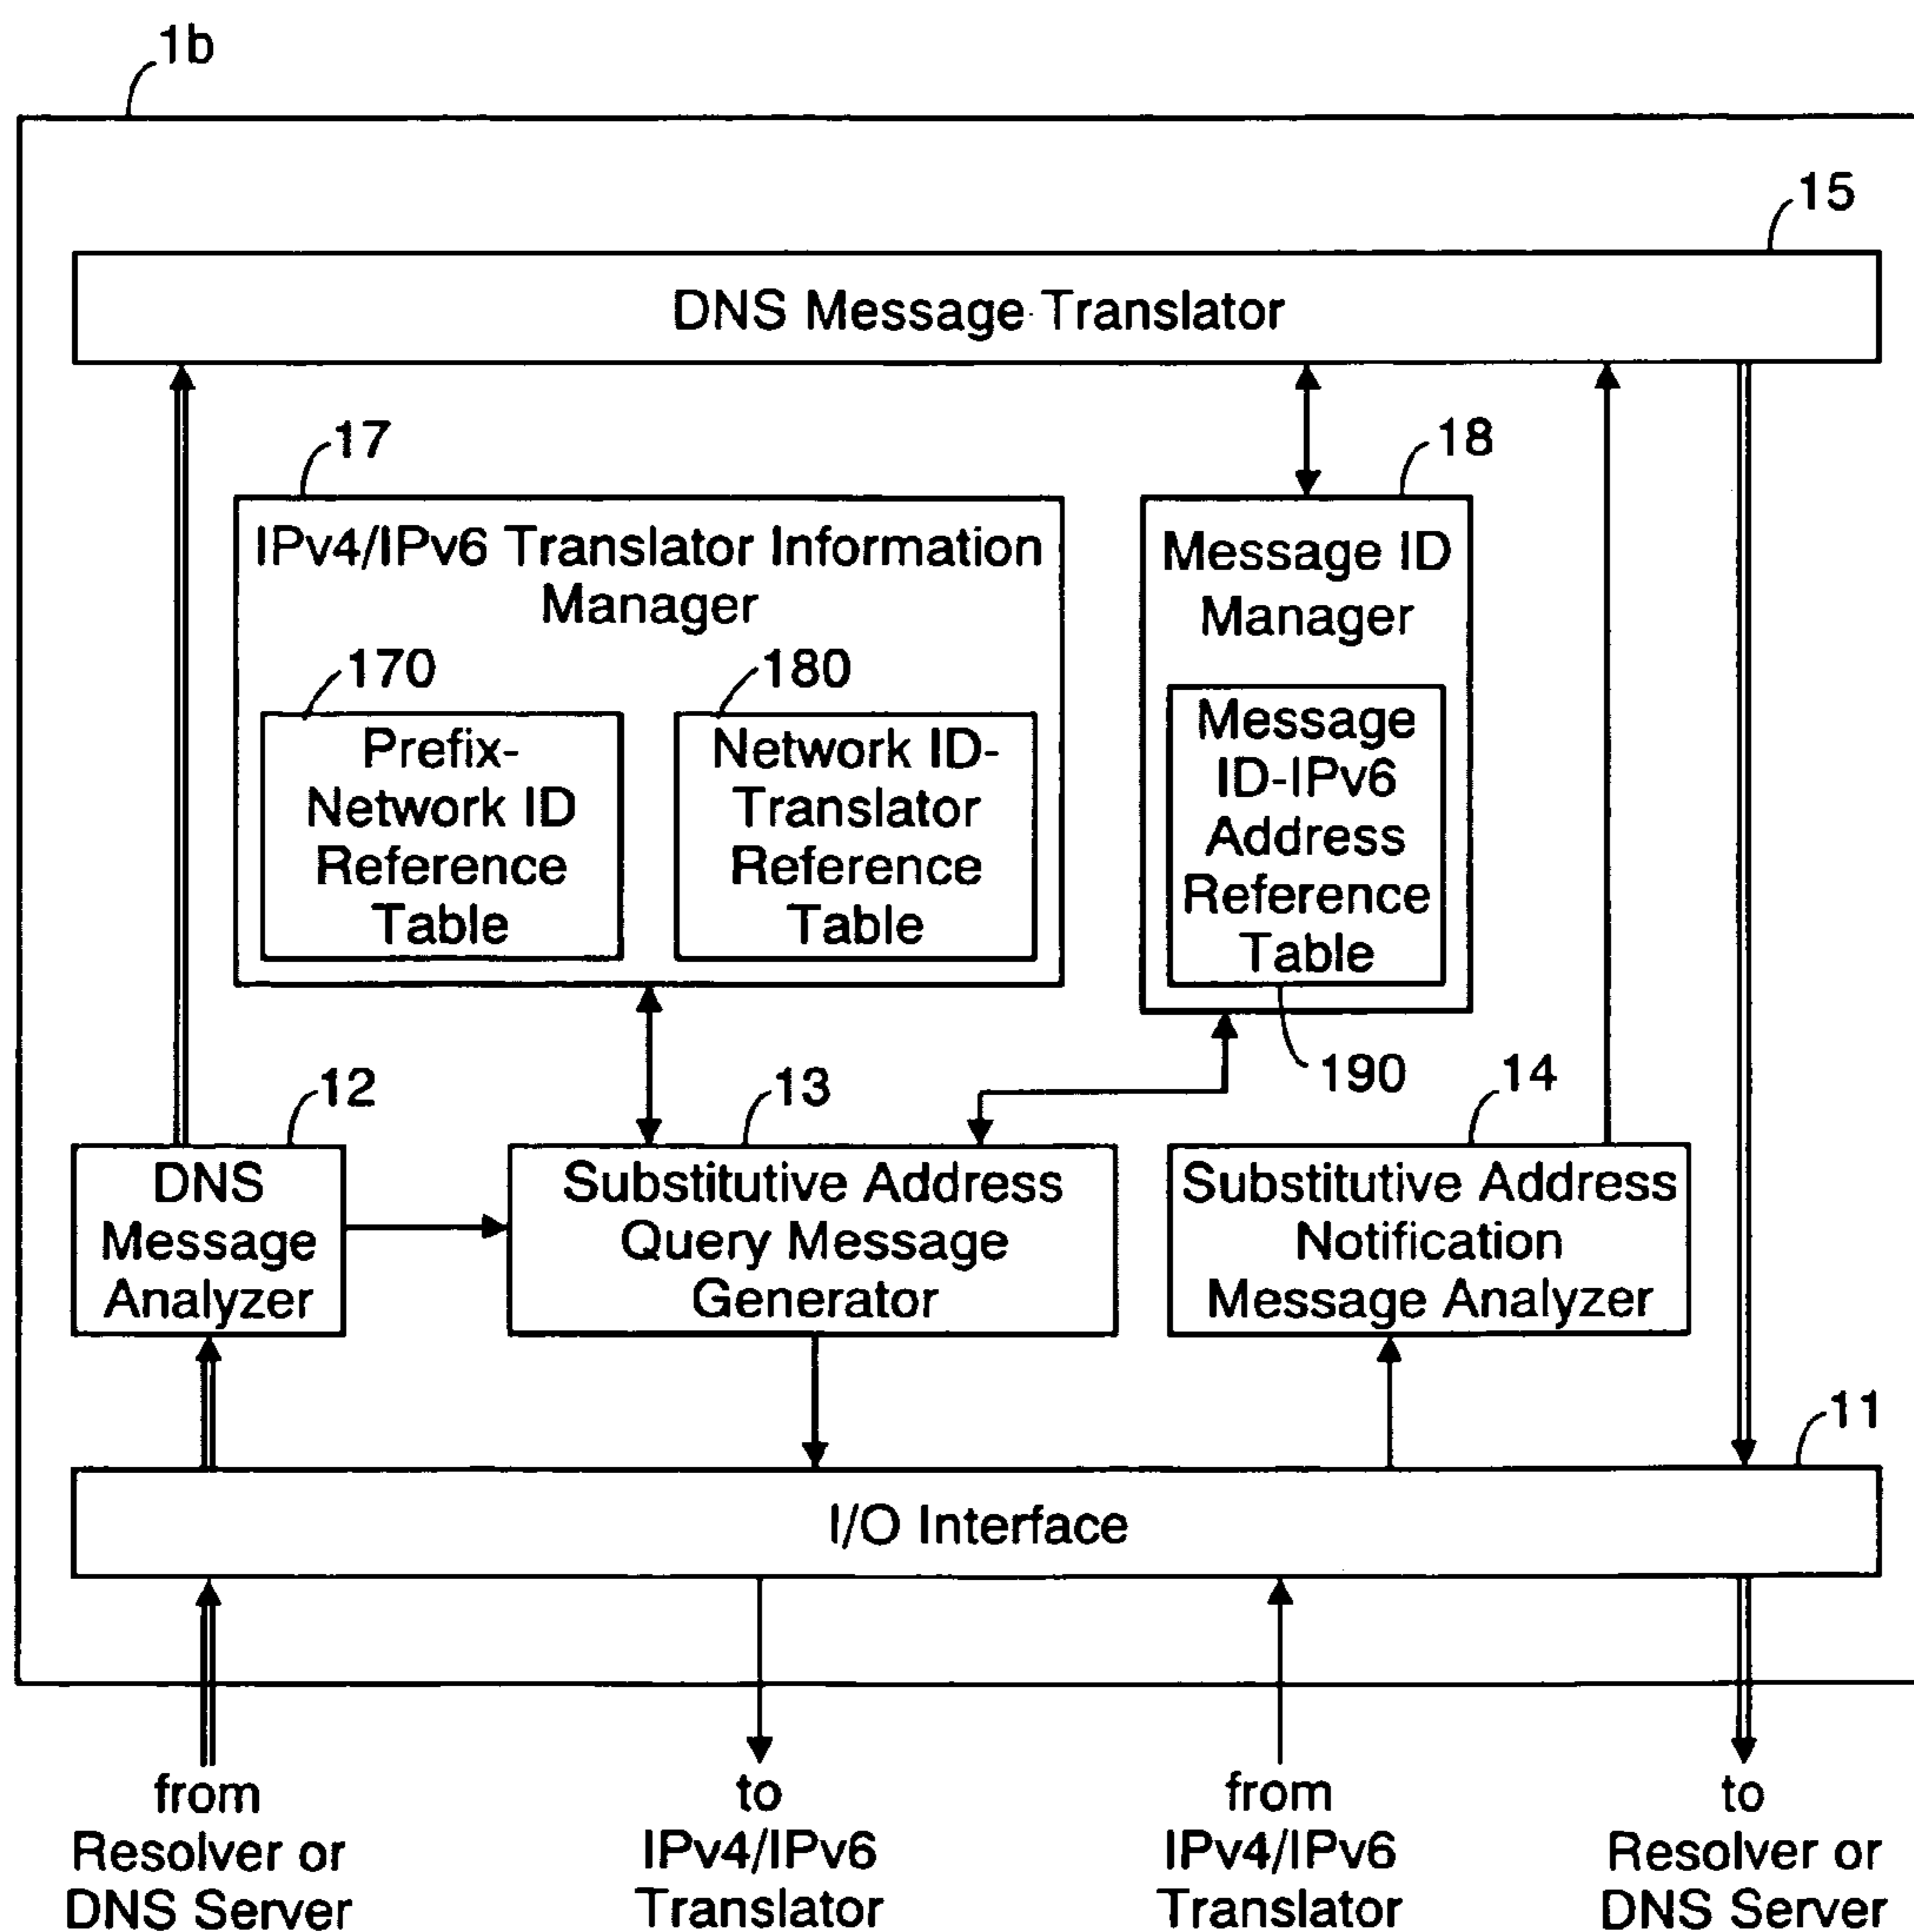 1b
15
DNS Message Translator
17
18
IPv4/IPv6 Translator Information
Manager
Message ID
Manager
170
180
Prefix-
Network ID
Reference
Table
Network ID-
Translator
Reference
Table
Message
ID-IPv6
Address
Reference
Table
190
12
13
14
DNS
Message
Analyzer
Substitutive Address
Query Message
Generator
Substitutive Address
Notification
Message Analyzer
11
I/O Interface
from
Resolver or
DNS Server
to
IPv4/IPv6
Translator
from
IPv4/IPv6
Translator
to
Resolver or
DNS Server